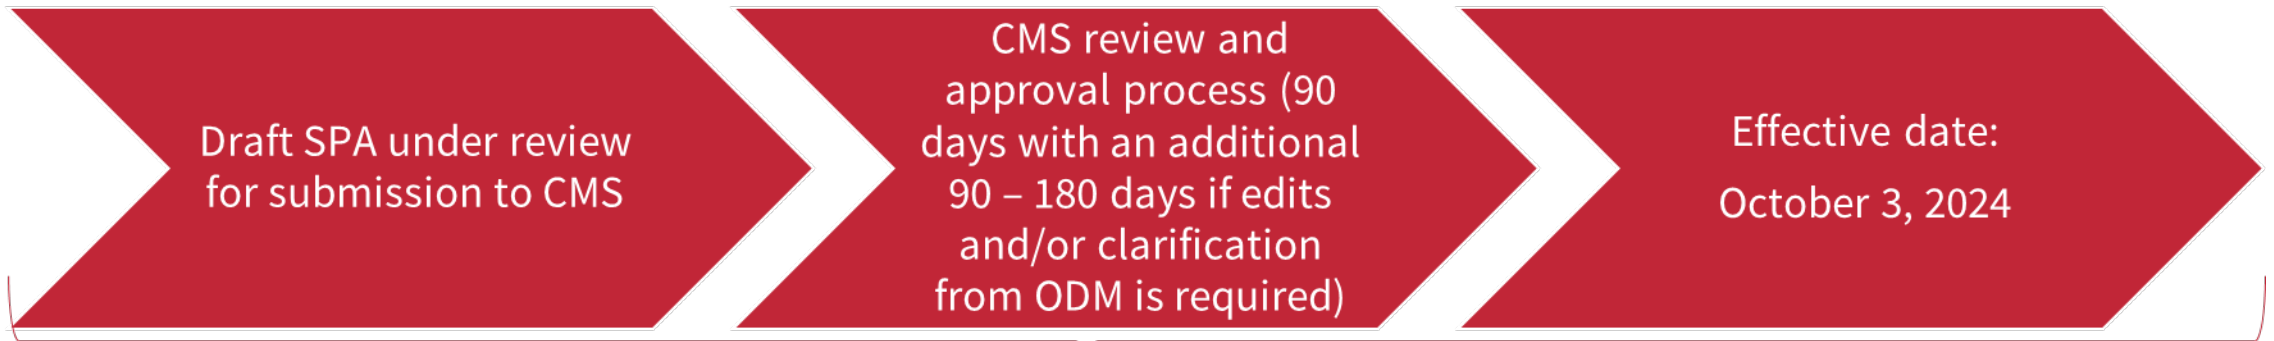 Draft SPA under review
for submission to CMS
CMS review and
approval process (90
days with an additional
90 – 180 days if edits
and/or clarification
from ODM is required)
Effective date:
October 3, 2024